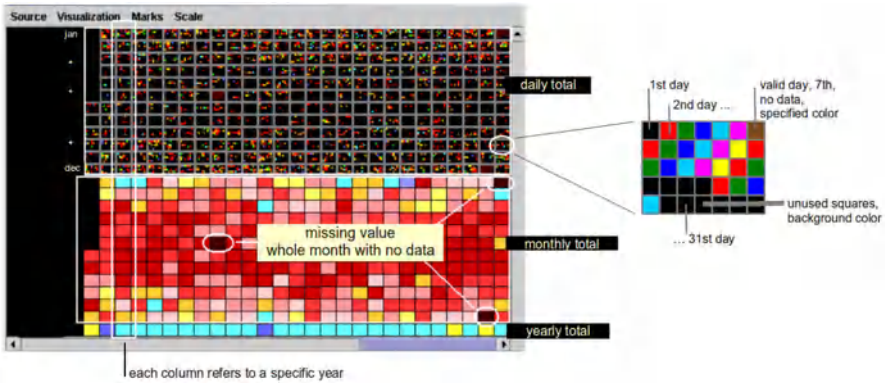 Source Visualization Marks Scale
jan
dec
daily total
1st day
2nd day ...
valid day, 7th,
no data,
specified color
unused squares,
background color
... 31st day
missing value
whole month with no data
monthly total
yearly total
each column refers to a specific year